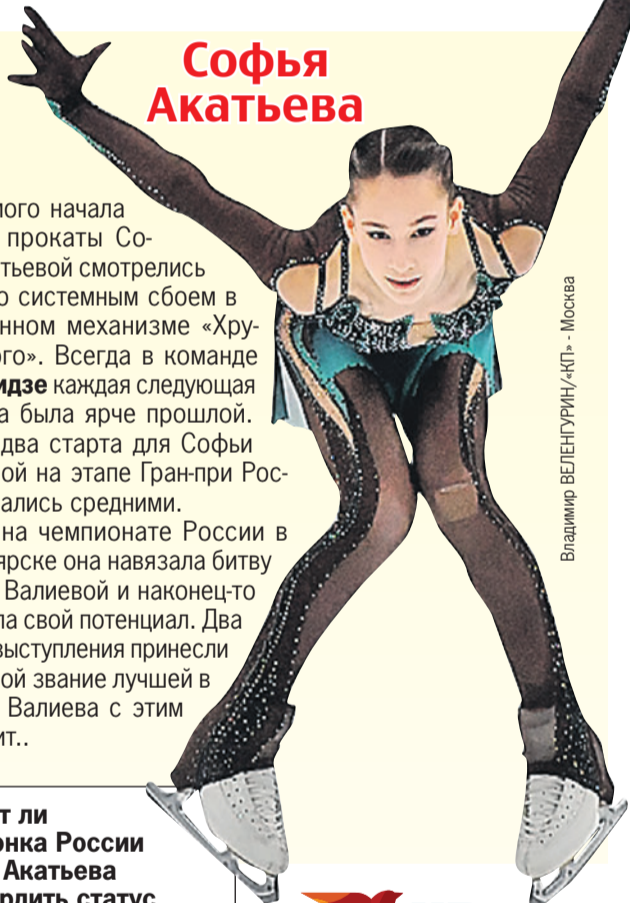 Софья
Акатьева
мого начала
прокаты Со-
тьевой смотрелись
о системным сбоем в
нном механизме «Хру-
ого». Всегда в команде
идзе каждая следующая
а была ярче прошлой.
два старта для Софьи
ой на этапе Гран-при Рос-
ались средними.
на чемпионате России в
ярске она навязала битву
Валиевой и наконец-то
ла свой потенциал. Два
выступления принесли
ой звание лучшей в
Валиева с этим
ит..
Владимир ВЕЛЕНГУРИН/«КП» - Москва
т ли
онка России
Акатьева
рдить статус